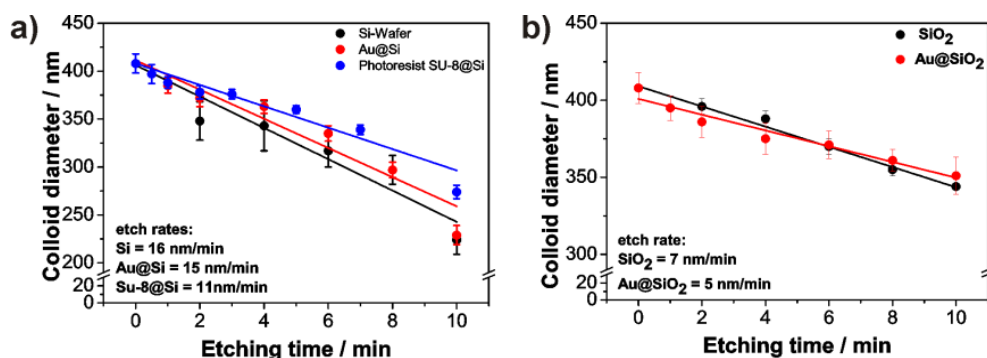 a)
Colloid diameter / nm
450
400
350
300
250
200
20
0
Si-Wafer
Au@Si
Photoresist SU-8@Si
etch rates:
Si = 16 nm/min
Au@Si = 15 nm/min
Su-8@Si = 11nm/min
0 2 4 6 8 10
Etching time / min
b)
Colloid diameter / nm
450
400
350
300
20
0
SiO2
Au@SiO2
etch rate:
SiO2 = 7 nm/min
Au@SiO2 = 5 nm/min
0 2 4 6 8 10
Etching time / min